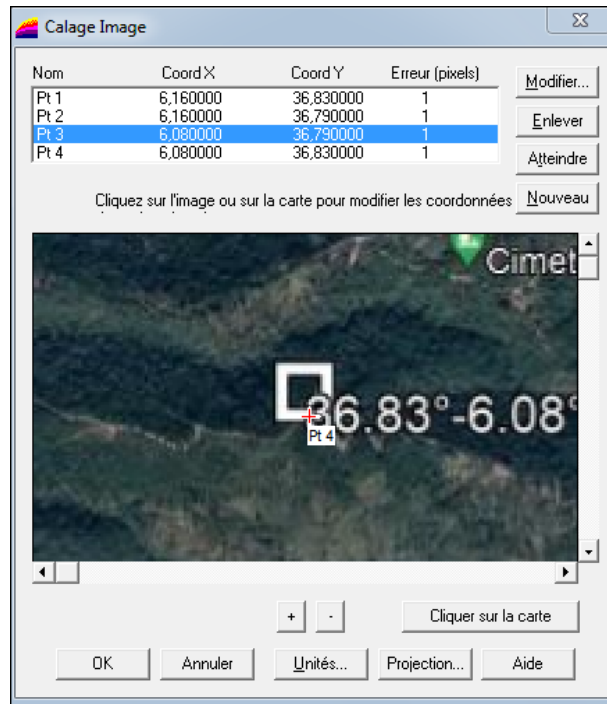 Calage Image
Nom Coord X Coord Y Erreur (pixels)
Pt 1 6,160000 36,830000 1
Pt 2 6,160000 36,790000 1
Pt 3 6,080000 36,790000 1
Pt 4 6,080000 36,830000 1
Modifier...
Enlever
Atteindre
Nouveau
Cliquez sur l'image ou sur la carte pour modifier les coordonnées
Cimet
36.83°-6.08°
Pt 4
+ -
Cliquer sur la carte
OK Annuler Unités... Projection... Aide